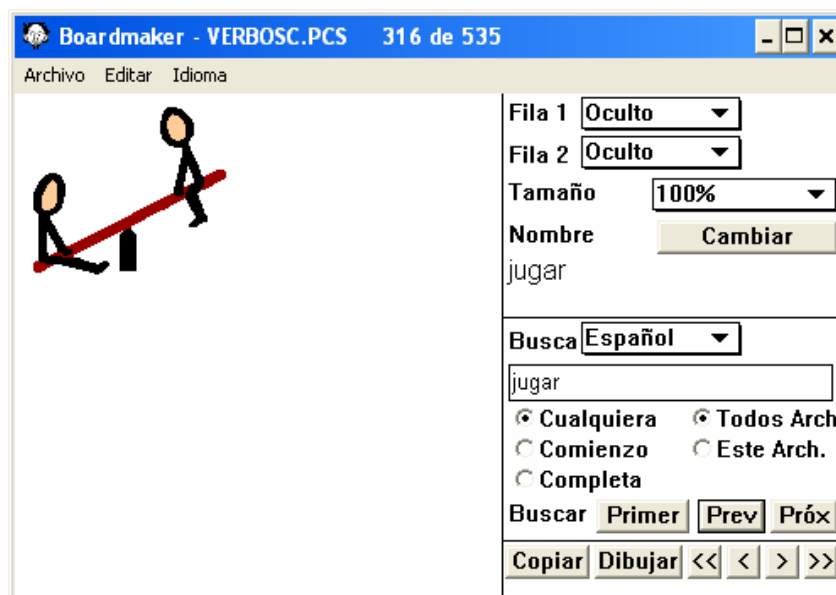 Boardmaker - VERBOSC.PCS 316 de 535
Archivo Editar Idioma
Fila 1 Oculto
Fila 2 Oculto
Tamaño 100%
Nombre Cambiar
jugar
Busca Español
jugar
Cualquiera Todos Arch
Comienzo Este Arch.
Completa
Buscar Primer Prev Próx
Copiar Dibujar << < > >>